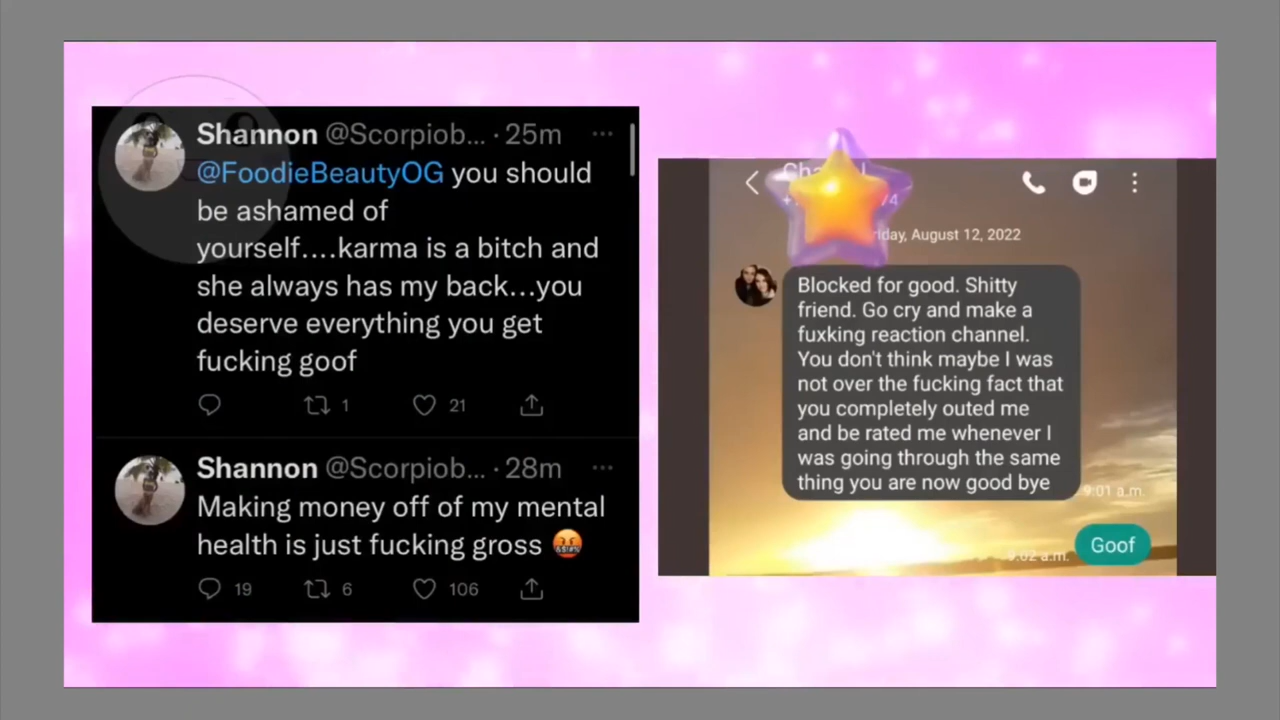 Shannon @Scorpiob... · 25m
@FoodieBeautyOG you should
be ashamed of
yourself....karma is a bitch and
she always has my back...you
deserve everything you get
fucking goof
1
21
Shannon @Scorpiob... · 28m
Making money off of my mental
health is just fucking gross
19
6
106
day, August 12, 2022
Blocked for good. Shitty
friend. Go cry and make a
fuxking reaction channel.
You don't think maybe I was
not over the fucking fact that
you completely outed me
and be rated me whenever I
was going through the same
thing you are now good bye
9:01 a.m.
Goof
9:02 a.m.